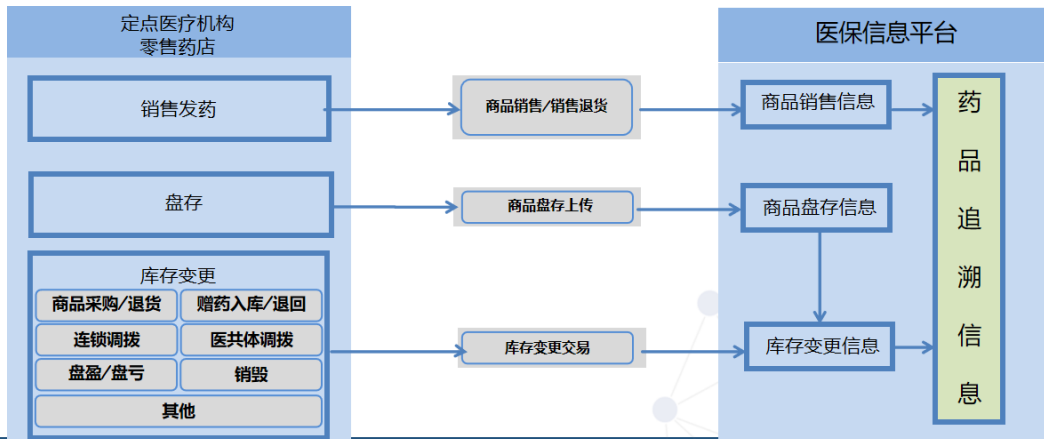 定点医疗机构
零售药店
医保信息平台
销售发药
商品销售/销售退货
商品销售信息
盘存
商品盘存上传
商品盘存信息
库存变更
商品采购/退货
赠药入库/退回
连锁调拨
医共体调拨
盘盈/盘亏
销毁
其他
库存变更交易
库存变更信息
药
品
追
溯
信
息